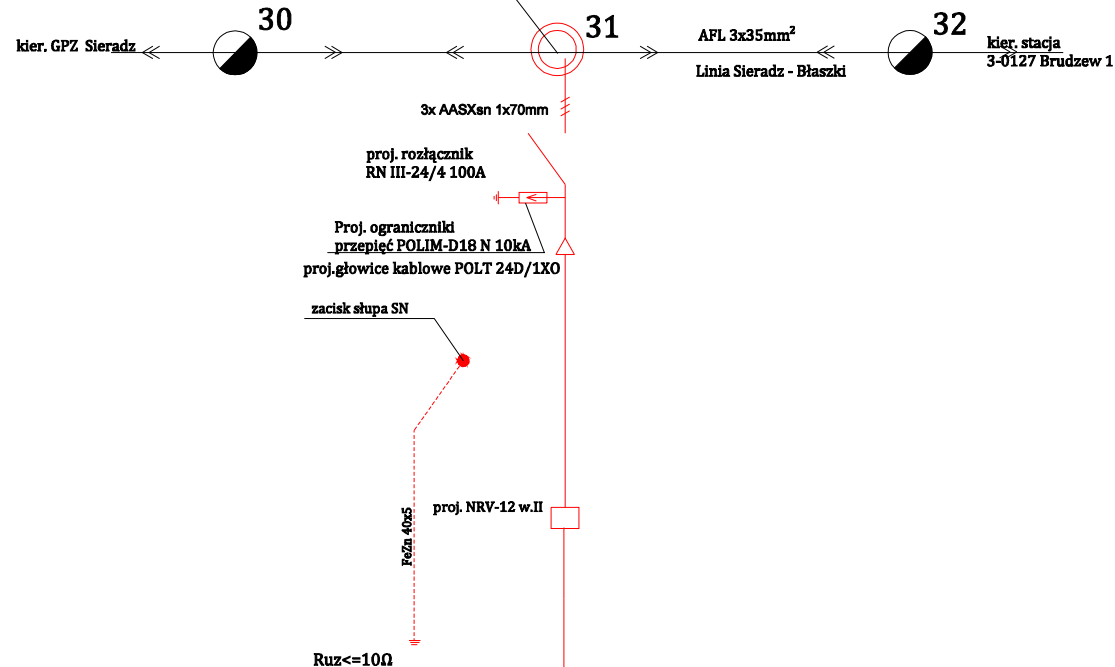 30
31
32
kier. GPZ Sieradz
AFL 3x35mm²
kier. stacja
3-0127 Brudzew 1
Linia Sieradz - Błaszki
3x AASXsn 1x70mm
proj. rozłącznik
RN III-24/4 100A
Proj. ograniczniki
przepięć POLIM-D18 N 10kA
proj.głowice kablowe POLT 24D/1XO
zacisk słupa SN
proj. NRV-12 w.II
FeZn 40x5
Ruz<=10Ω